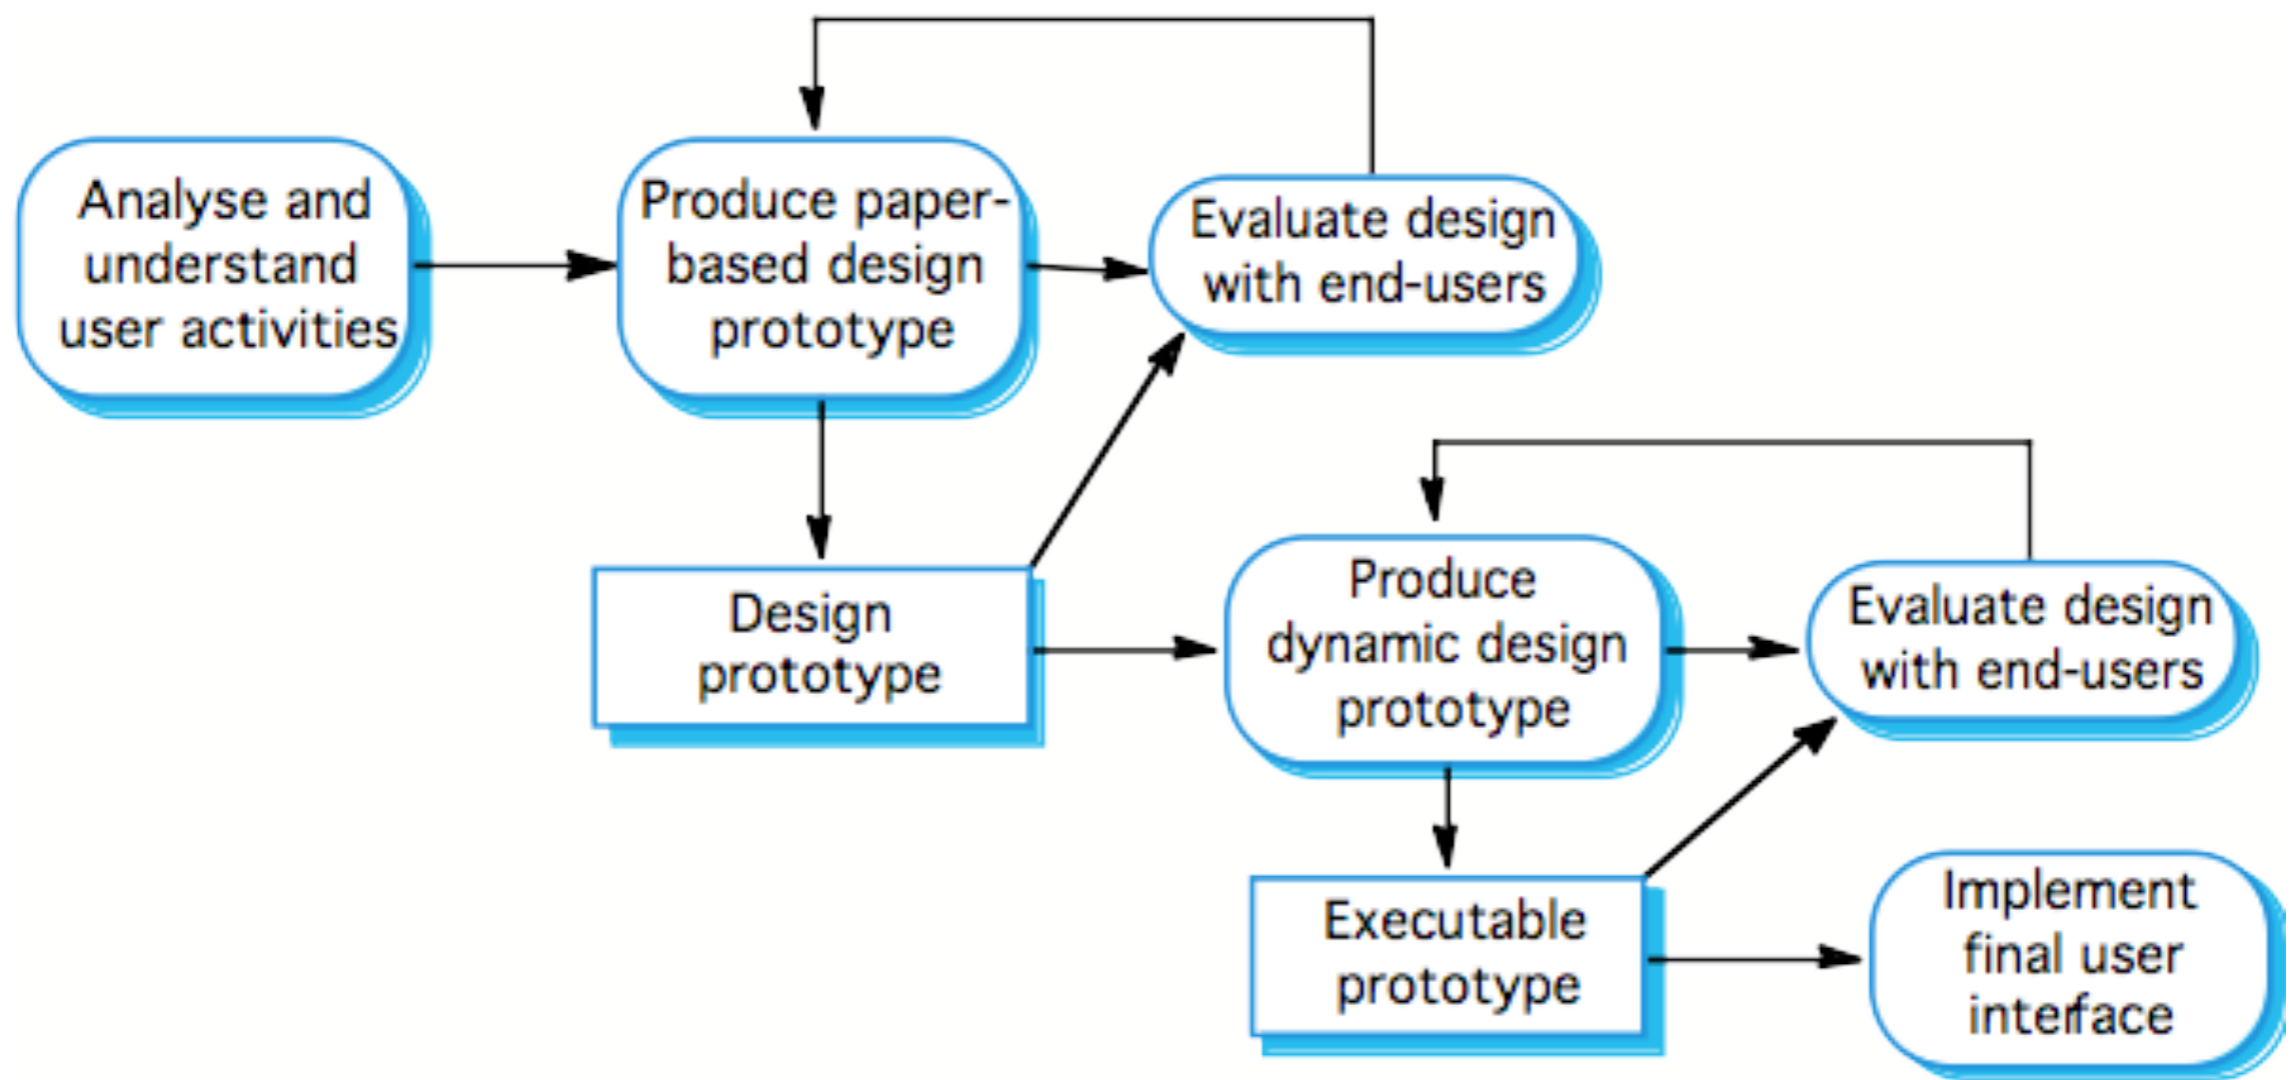 Analyse and
understand
user activities
Produce paper-
based design
prototype
Evaluate design
with end-users
Design
prototype
Produce
dynamic design
prototype
Evaluate design
with end-users
Executable
prototype
Implement
final user
interface